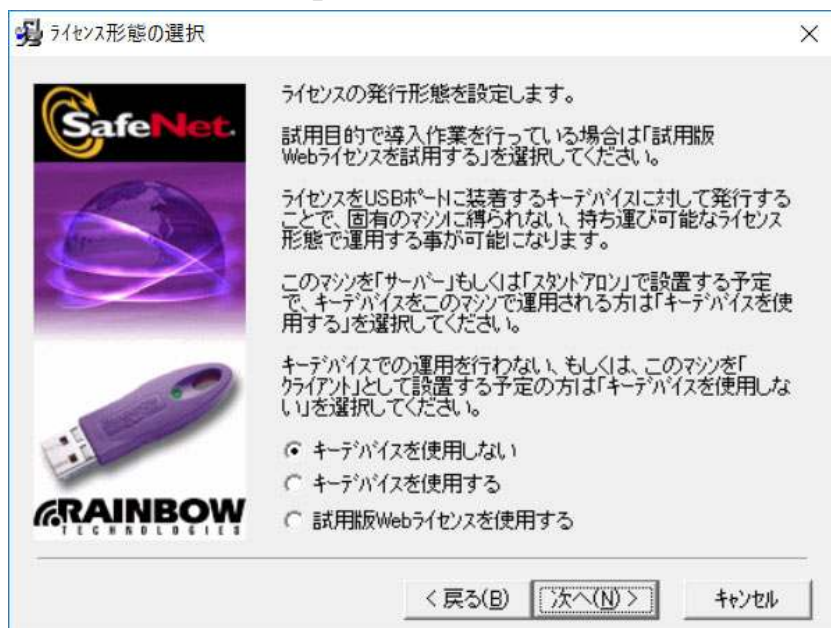 ライセンス形態の選択
SafeNet.
ライセンスの発行形態を設定します。
試用目的で導入作業を行っている場合は「試用版
Webライセンスを試用する」を選択してください。
ライセンスをUSBポートに装着するキーデバイスに対して発行する
ことで、固有のマシンに縛られない、持ち運び可能なライセンス
形態で運用する事が可能になります。
このマシンを「サーバー」もしくは「スタンドアロン」で設置する予定
で、キーデバイスをこのマシンで運用される方は「キーデバイスを使
用する」を選択してください。
キーデバイスでの運用を行わない、もしくは、このマシンを「
クライアント」として設置する予定の方は「キーデバイスを使用しな
い」を選択してください。
キーデバイスを使用しない
キーデバイスを使用する
試用版Webライセンスを使用する
RAINBOW
TECHNOLOGIES
< 戻る(B)
次へ(N) >
キャンセル